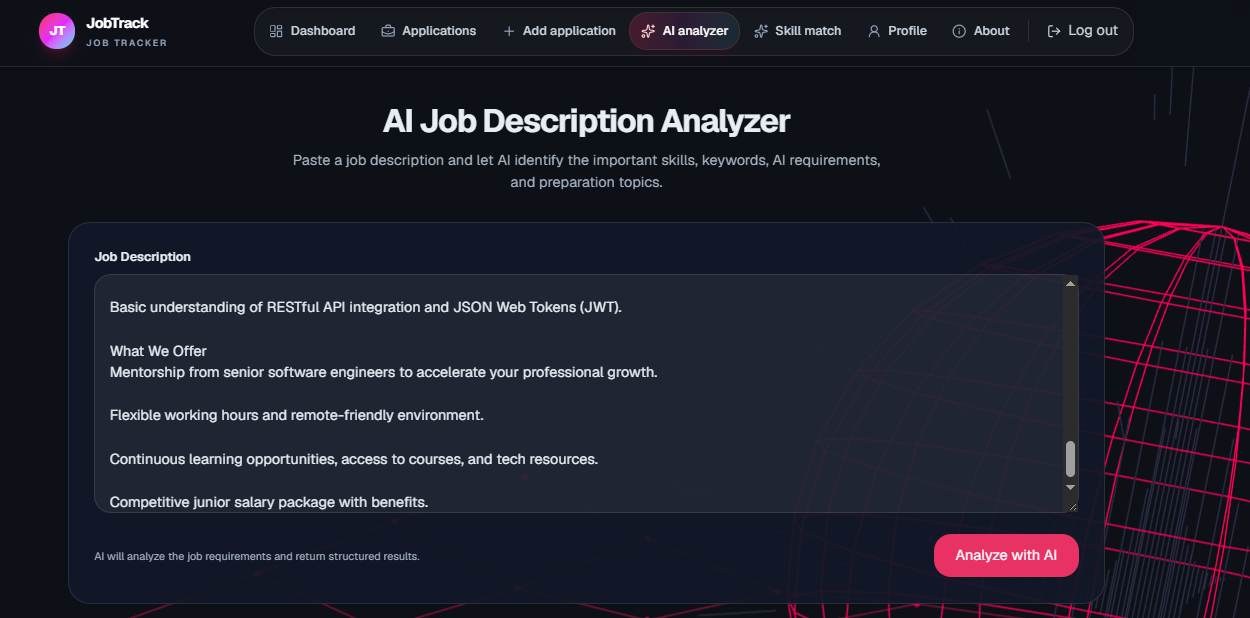 JT
JobTrack
JOB TRACKER
Dashboard
Applications
Add application
AI analyzer
Skill match
Profile
About
Log out
AI Job Description Analyzer
Paste a job description and let AI identify the important skills, keywords, AI requirements,
and preparation topics.
Job Description
Basic understanding of RESTful API integration and JSON Web Tokens (JWT).
What We Offer
Mentorship from senior software engineers to accelerate your professional growth.
Flexible working hours and remote-friendly environment.
Continuous learning opportunities, access to courses, and tech resources.
Competitive junior salary package with benefits.
AI will analyze the job requirements and return structured results.
Analyze with AI